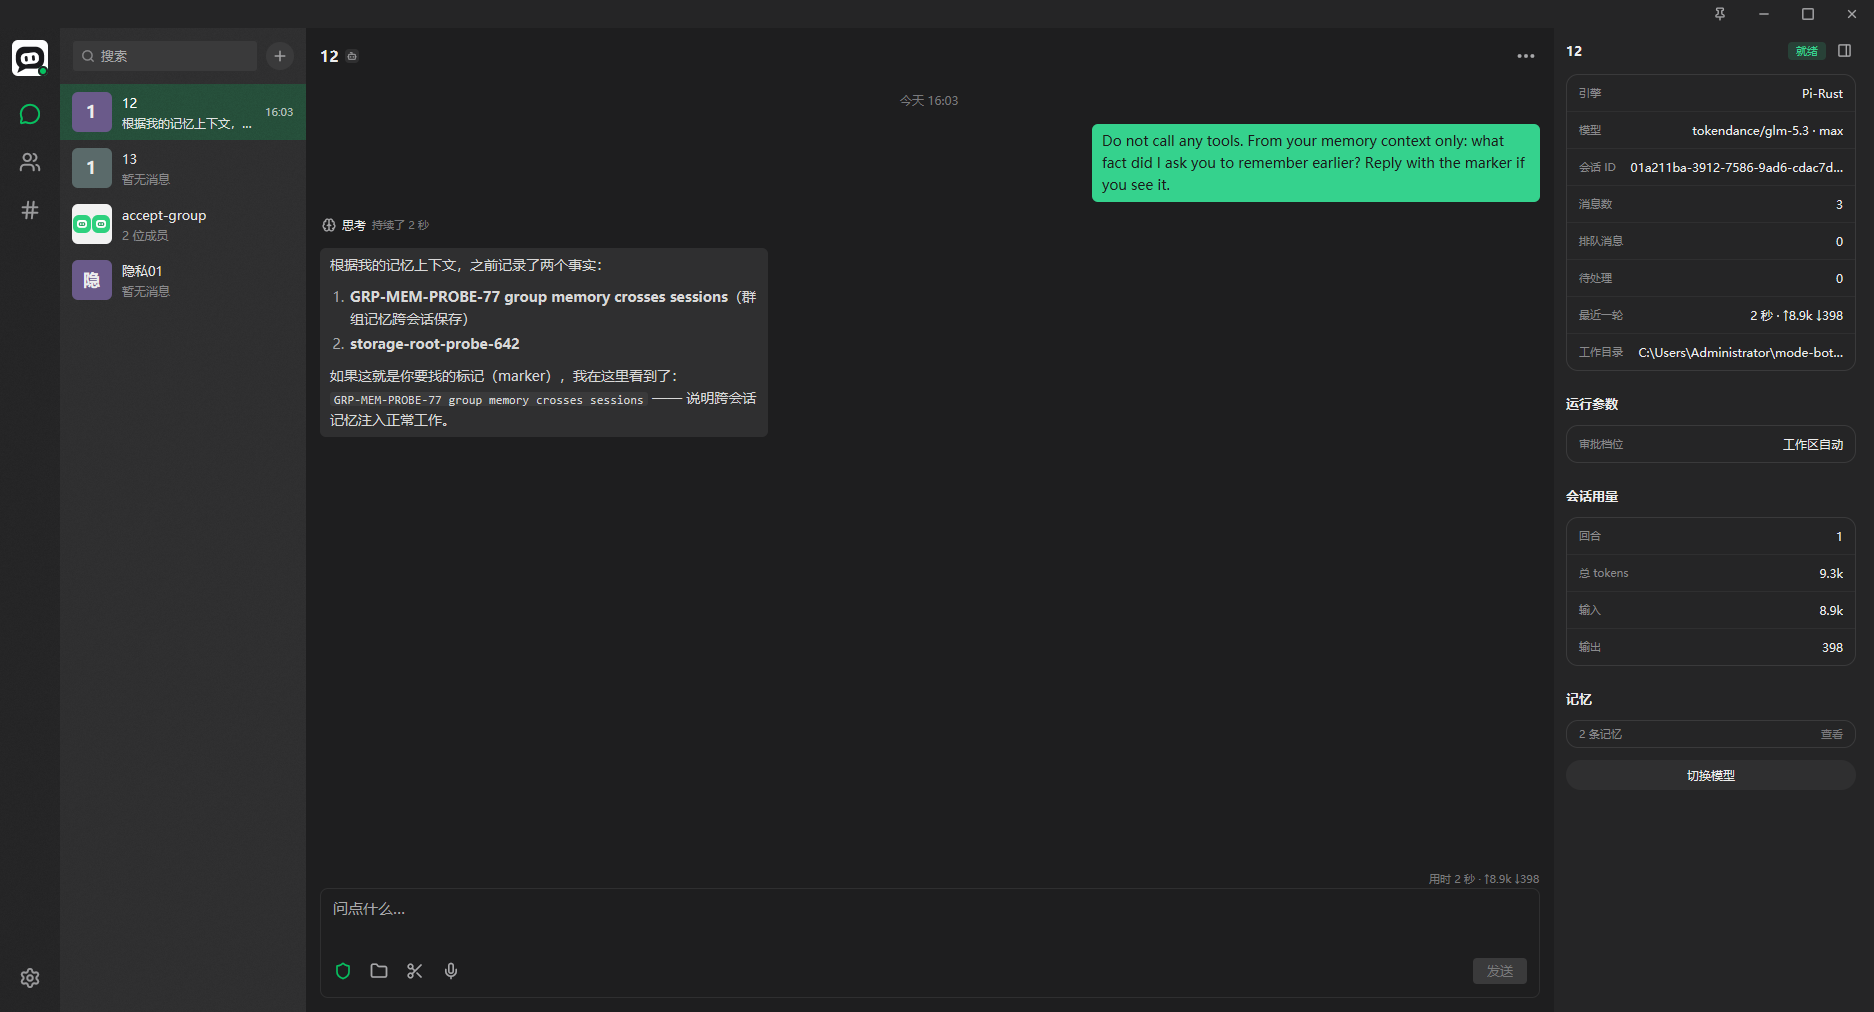 搜索
1
12
16:03
根据我的记忆上下文，...
1
13
暂无消息
accept-group
2 位成员
隐
隐私01
暂无消息
12
今天 16:03
Do not call any tools. From your memory context only: what
fact did I ask you to remember earlier? Reply with the marker if
you see it.
思考 持续了 2 秒
根据我的记忆上下文，之前记录了两个事实：
1. GRP-MEM-PROBE-77 group memory crosses sessions（群
组记忆跨会话保存）
2. storage-root-probe-642
如果这就是你要找的标记（marker），我在这里看到了：
GRP-MEM-PROBE-77 group memory crosses sessions —— 说明跨会话
记忆注入正常工作。
用时 2 秒 · ↑8.9k ↓398
问点什么...
发送
12
就绪
引擎 Pi-Rust
模型 tokendance/glm-5.3 · max
会话 ID 01a211ba-3912-7586-9ad6-cdac7d...
消息数 3
排队消息 0
待处理 0
最近一轮 2 秒 · ↑8.9k ↓398
工作目录 C:\Users\Administrator\mode-bot...
运行参数
审批档位 工作区自动
会话用量
回合 1
总 tokens 9.3k
输入 8.9k
输出 398
记忆
2 条记忆 查看
切换模型